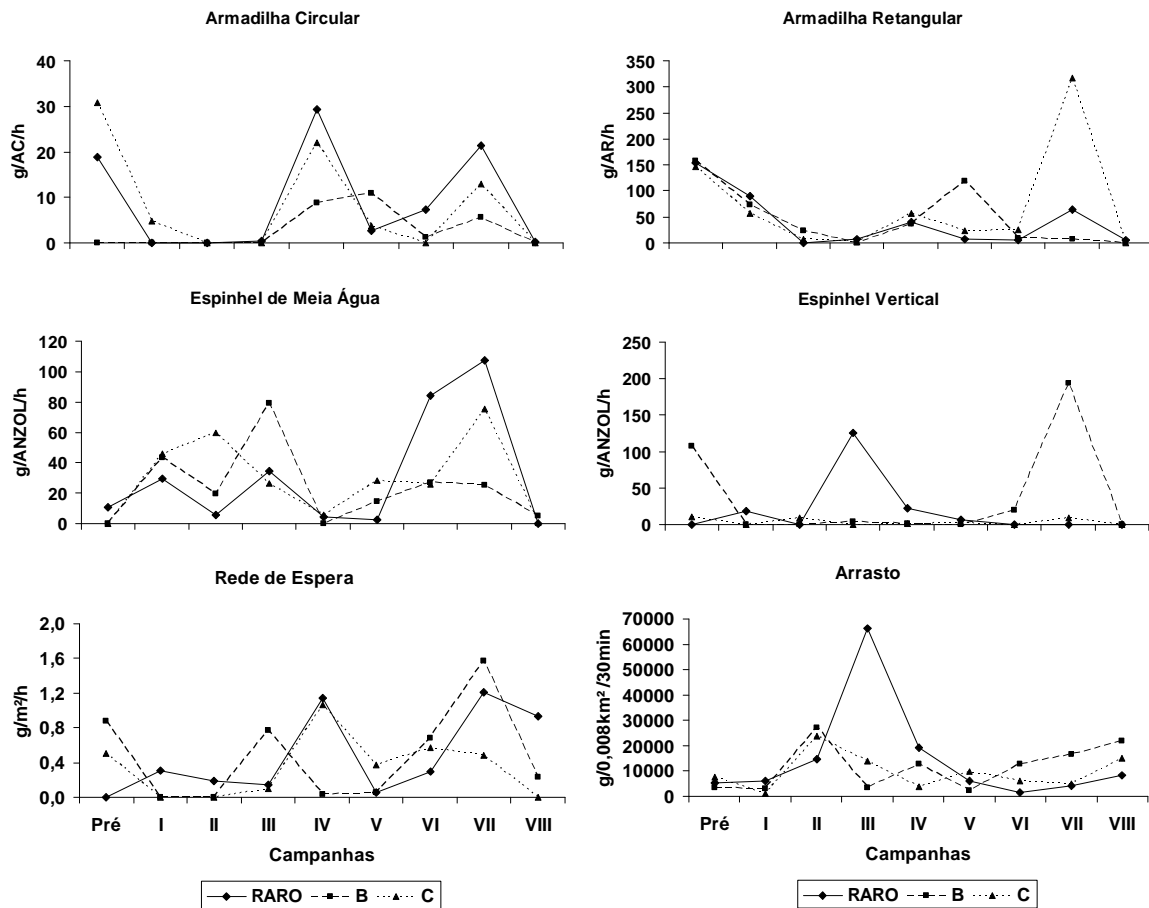 Armadilha Circular
40
30
20
10
0
g/AC/h
Armadilha Retangular
350
300
250
200
150
100
50
0
g/AR/h
Espinhel de Meia Água
120
100
80
60
40
20
0
g/ANZOL/h
Espinhel Vertical
250
200
150
100
50
0
g/ANZOL/h
Rede de Espera
2,0
1,6
1,2
0,8
0,4
0,0
g/m²/h
Pré I II III IV V VI VII VIII
Campanhas
RARO B C
Arrasto
70000
60000
50000
40000
30000
20000
10000
0
g/0,008km²/30min
Pré I II III IV V VI VII VIII
Campanhas
RARO B C